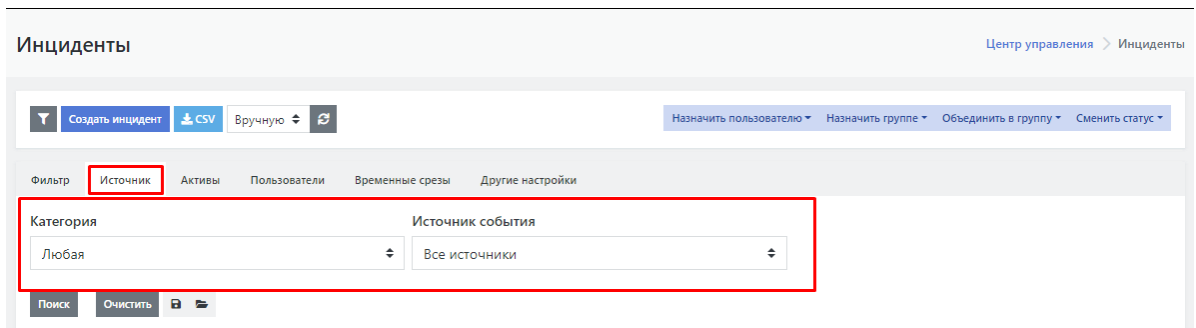 Инциденты
Центр управления > Инциденты
Создать инцидент CSV Вручную Назначить пользователю Назначить группе Объединить в группу Сменить статус
Фильтр Источник Активы Пользователи Временные срезы Другие настройки
Категория Источник события
Любая Все источники
Поиск Очистить